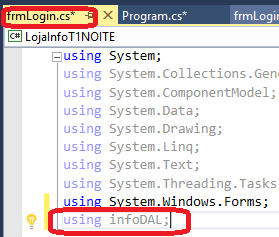 frmLogin.cs* Program.cs* frmLogin
C# LojaInfoT1NOITE
using System;
using System.Collections.Gene
using System.ComponentModel;
using System.Data;
using System.Drawing;
using System.Linq;
using System.Text;
using System.Threading.Tasks
using System.Windows.Forms;
using infoDAL;